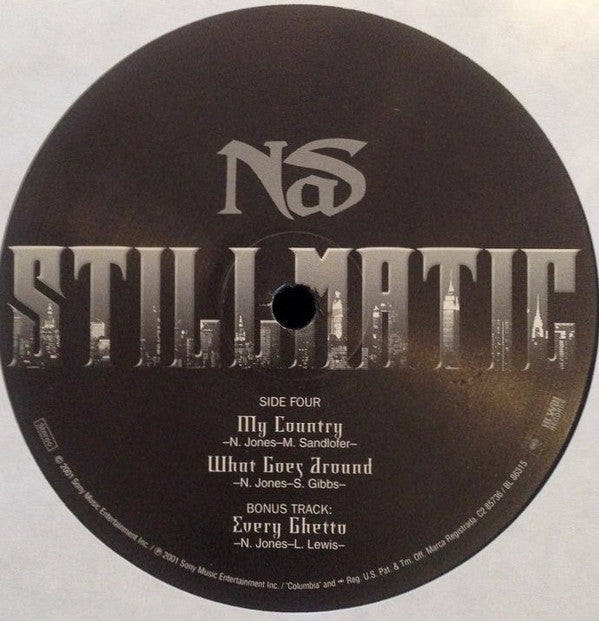 NaS
STILLMATIC
SIDE FOUR
My Country
–N. Jones–M. Sandlofer–
What Goes Around
–N. Jones–S. Gibbs–
BONUS TRACK:
Every Ghetto
–N. Jones–L. Lewis–
Stereo
© 2001 Sony Music Entertainment Inc. / ℗ 2001 Sony Music Entertainment Inc. / "Columbia" and Reg. U.S. Pat. & Tm. Off. Marca Registrada. C2 85736 / BL 86315